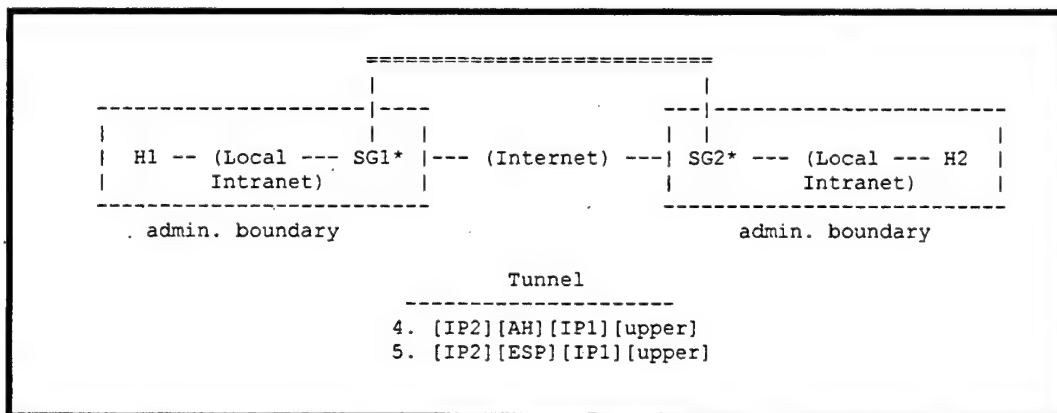 ===========================
H1 -- (Local --- SG1* |--- (Internet) ---| SG2* --- (Local --- H2
Intranet) Intranet)
admin. boundary admin. boundary
Tunnel
---------------------
4. [IP2][AH][IP1][upper]
5. [IP2][ESP][IP1][upper]